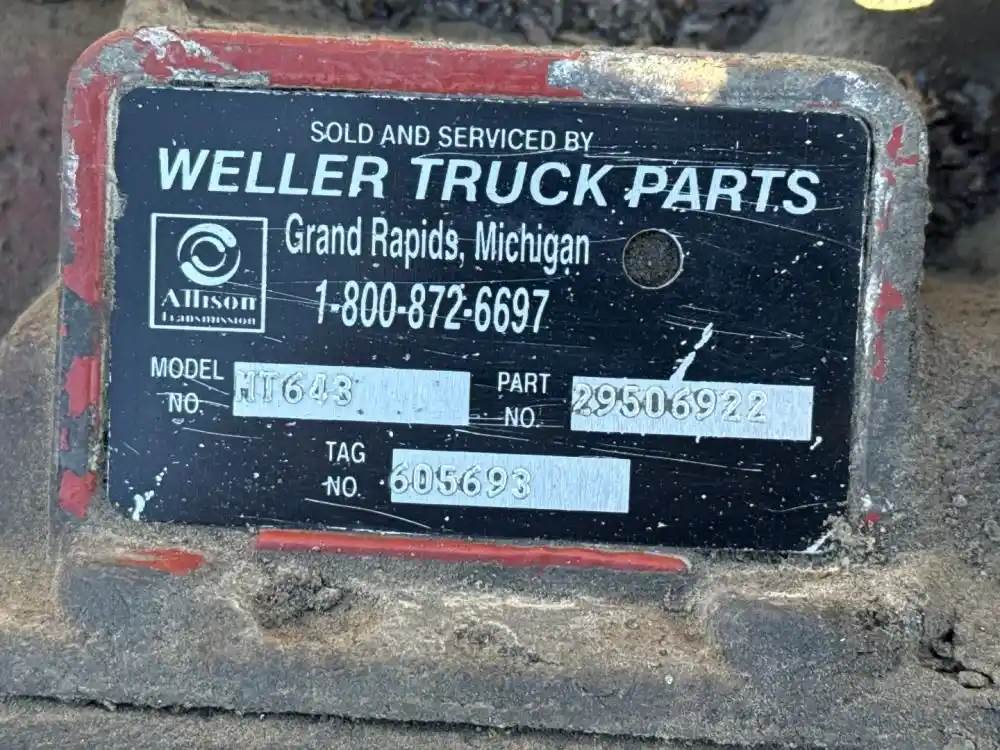 SOLD AND SERVICED BY
WELLER TRUCK PARTS
Grand Rapids, Michigan
1-800-872-6697
Allison
Transmission
MODEL NO. MT643
PART NO. 29506922
TAG NO. 605693